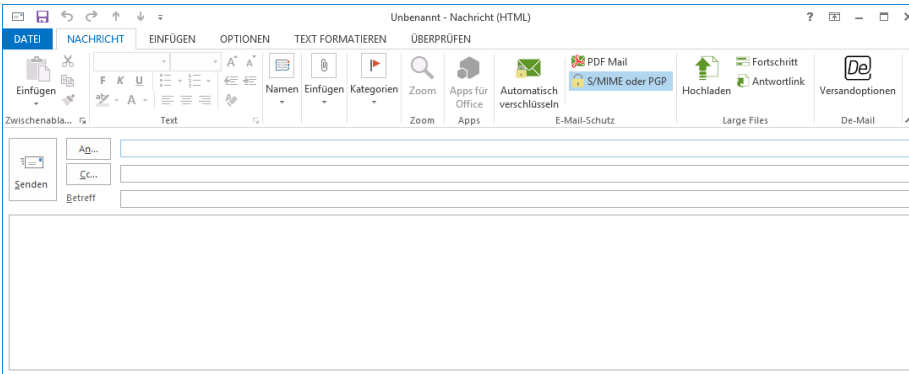 Unbenannt - Nachricht (HTML)
?
DATEI NACHRICHT EINFÜGEN OPTIONEN TEXT FORMATIEREN ÜBERPRÜFEN
Einfügen
F K U
A A
Namen Einfügen Kategorien
Zoom
Apps für
Office
Automatisch
verschlüsseln
PDF Mail
S/MIME oder PGP
Hochladen
Fortschritt
Antwortlink
De
Versandoptionen
Zwischenabla... Text Zoom Apps E-Mail-Schutz Large Files De-Mail
Senden
An...
Cc...
Betreff